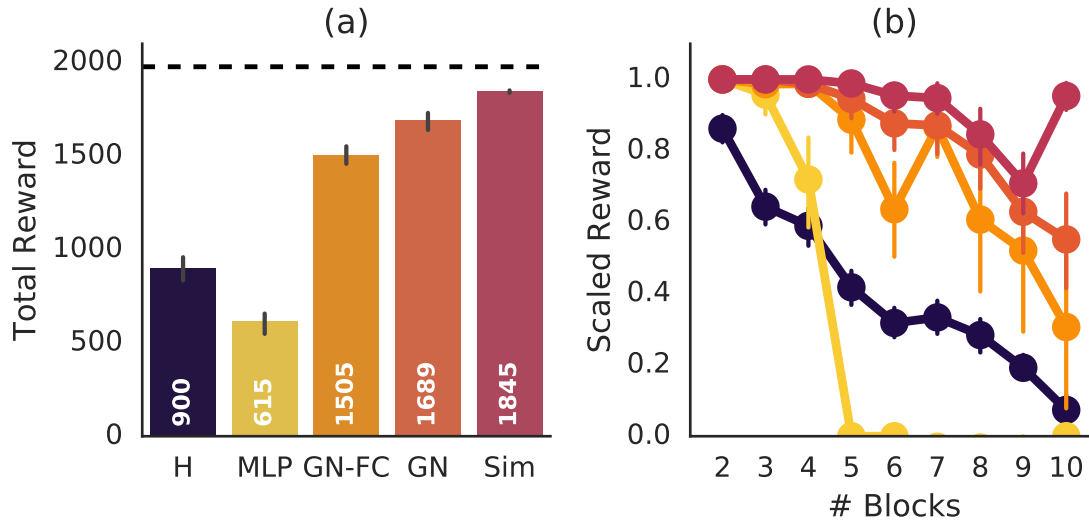 (a)
Total Reward
2000
1500
1000
500
0
900
615
1505
1689
1845
H MLP GN-FC GN Sim
(b)
Scaled Reward
1.0
0.8
0.6
0.4
0.2
0.0
2 3 4 5 6 7 8 9 10
# Blocks